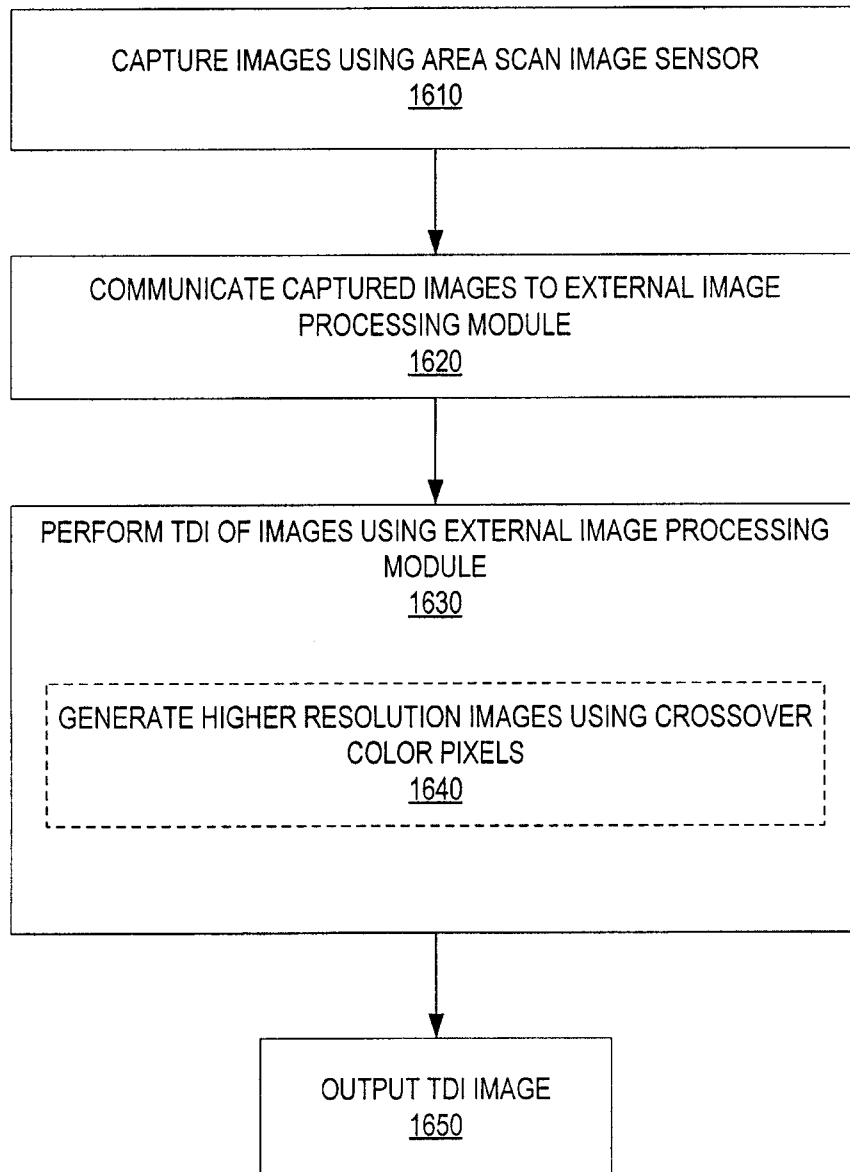 CAPTURE IMAGES USING AREA SCAN IMAGE SENSOR
1610
COMMUNICATE CAPTURED IMAGES TO EXTERNAL IMAGE
PROCESSING MODULE
1620
PERFORM TDI OF IMAGES USING EXTERNAL IMAGE PROCESSING
MODULE
1630
GENERATE HIGHER RESOLUTION IMAGES USING CROSSOVER
COLOR PIXELS
1640
OUTPUT TDI IMAGE
1650